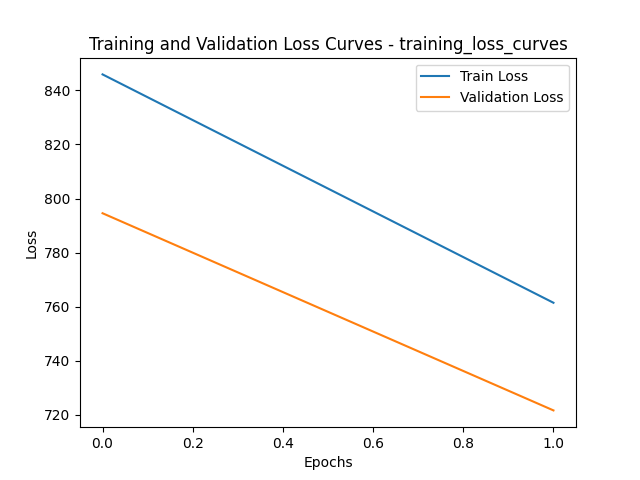 Training and Validation Loss Curves - training_loss_curves
Train Loss
Validation Loss
840
820
800
780
760
740
720
Loss
0.0 0.2 0.4 0.6 0.8 1.0
Epochs